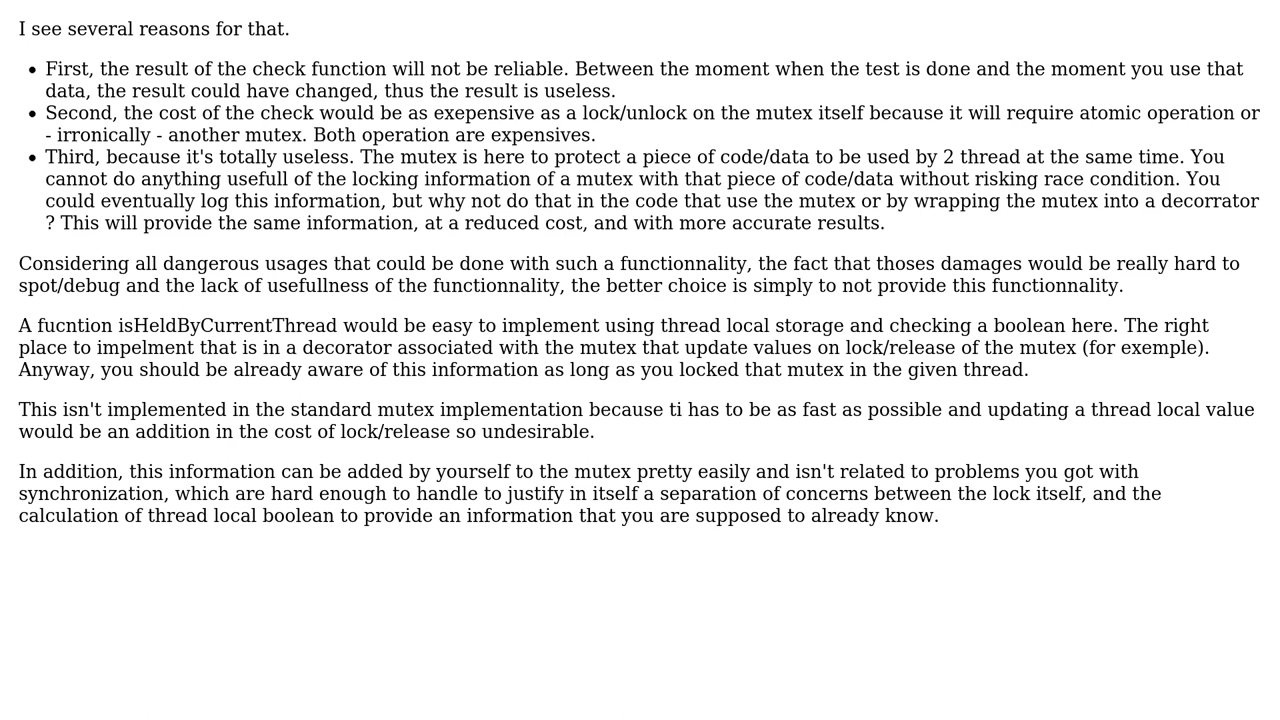 I see several reasons for that.
• First, the result of the check function will not be reliable. Between the moment when the test is done and the moment you use that
data, the result could have changed, thus the result is useless.
• Second, the cost of the check would be as exepensive as a lock/unlock on the mutex itself because it will require atomic operation or
- irronically - another mutex. Both operation are expensives.
• Third, because it's totally useless. The mutex is here to protect a piece of code/data to be used by 2 thread at the same time. You
cannot do anything usefull of the locking information of a mutex with that piece of code/data without risking race condition. You
could eventually log this information, but why not do that in the code that use the mutex or by wrapping the mutex into a decorrator
? This will provide the same information, at a reduced cost, and with more accurate results.
Considering all dangerous usages that could be done with such a functionnality, the fact that thoses damages would be really hard to
spot/debug and the lack of usefullness of the functionnality, the better choice is simply to not provide this functionnality.
A fucntion isHeldByCurrentThread would be easy to implement using thread local storage and checking a boolean here. The right
place to impelment that is in a decorator associated with the mutex that update values on lock/release of the mutex (for exemple).
Anyway, you should be already aware of this information as long as you locked that mutex in the given thread.
This isn't implemented in the standard mutex implementation because ti has to be as fast as possible and updating a thread local value
would be an addition in the cost of lock/release so undesirable.
In addition, this information can be added by yourself to the mutex pretty easily and isn't related to problems you got with
synchronization, which are hard enough to handle to justify in itself a separation of concerns between the lock itself, and the
calculation of thread local boolean to provide an information that you are supposed to already know.